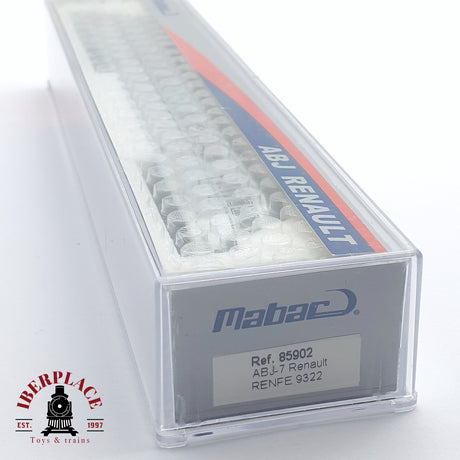 ABJ RENAULT
Mabar®
Ref. 85902
ABJ-7 Renault
RENFE 9322
IBERPLACE
EST. 1997
Toys & trains